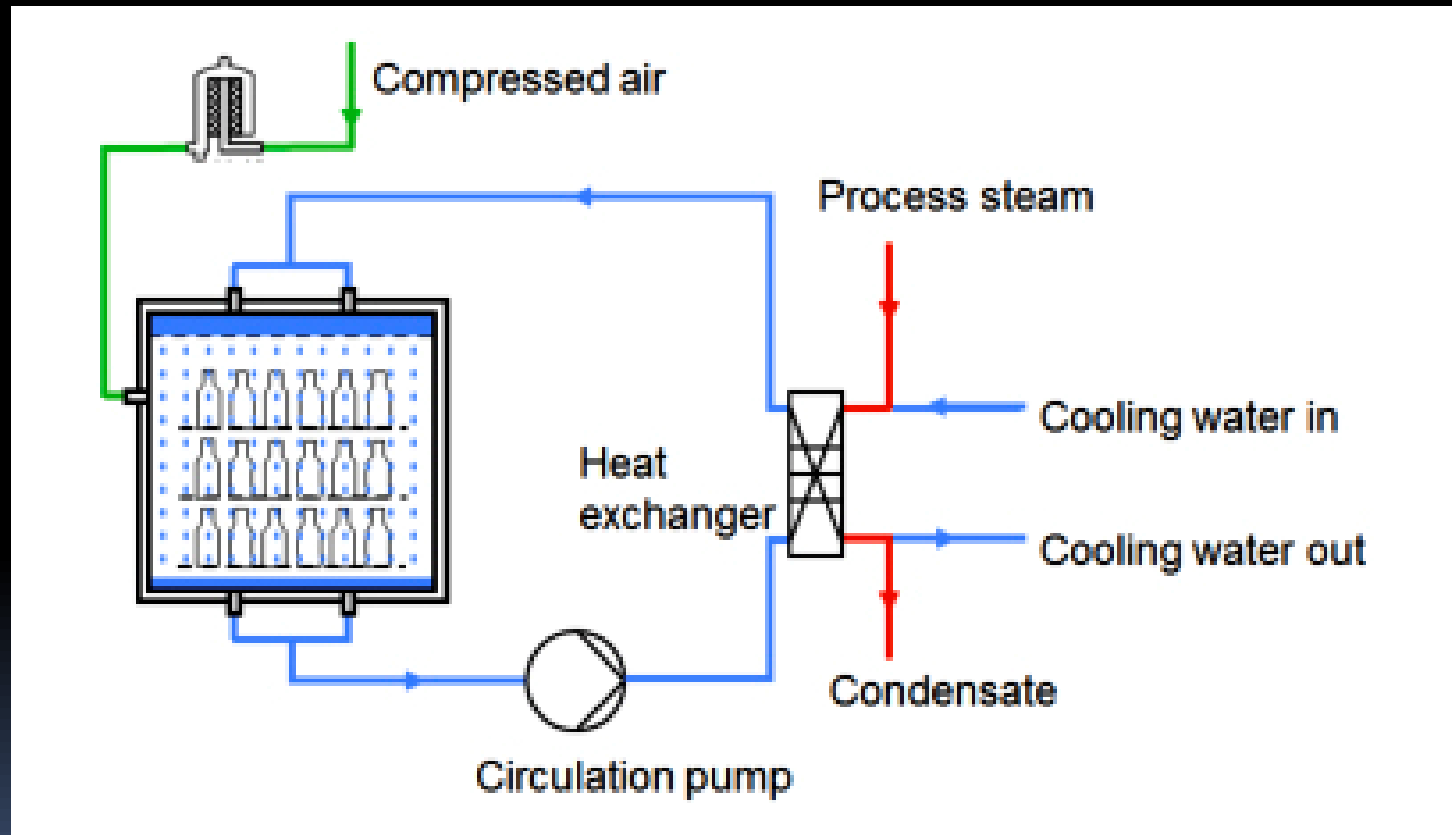 Compressed air
Process steam
Cooling water in
Heat
exchanger
Cooling water out
Condensate
Circulation pump